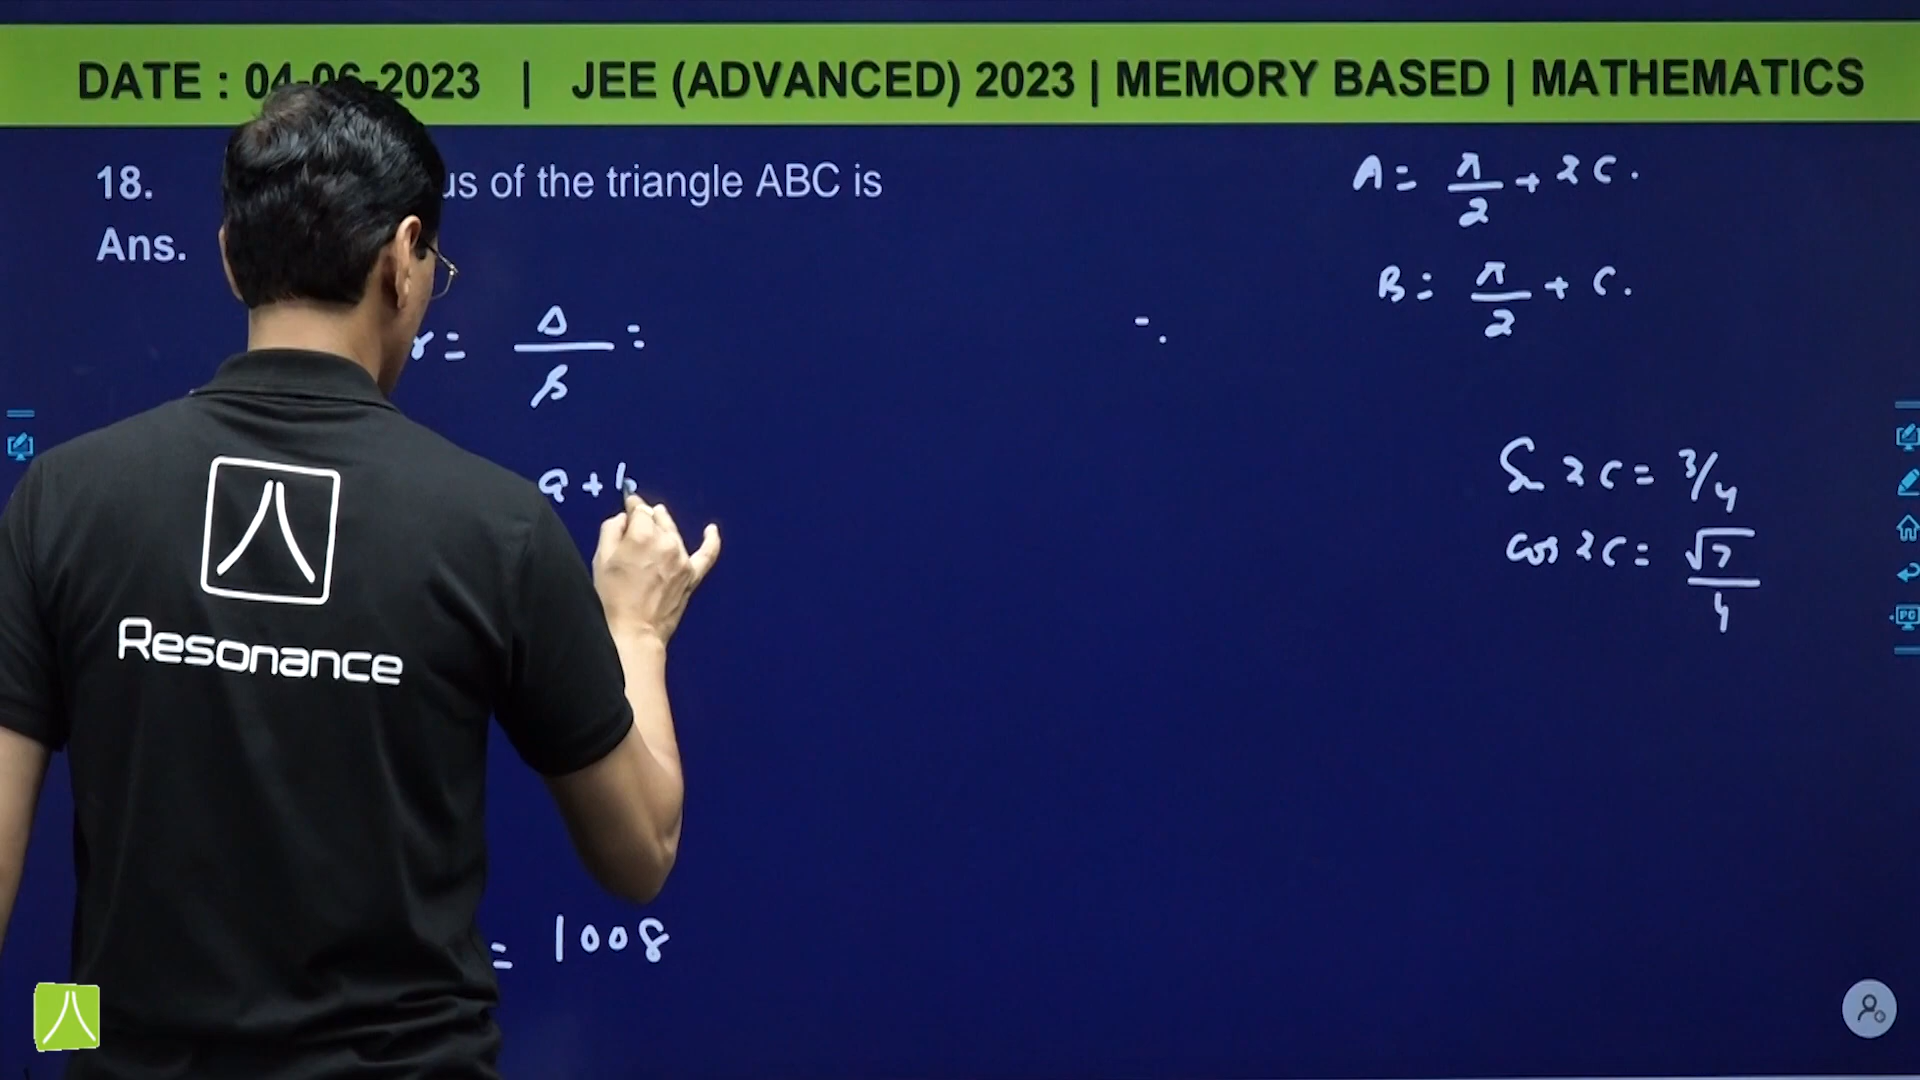 DATE : 04-06-2023 | JEE (ADVANCED) 2023 | MEMORY BASED | MATHEMATICS
18. us of the triangle ABC is
Ans.
A = π/2 + 2C.
B = π/2 + C.
r = Δ/s =
Sin 2C = 3/4
cos 2C = √7/4
a + b
= 1008
Resonance
PC